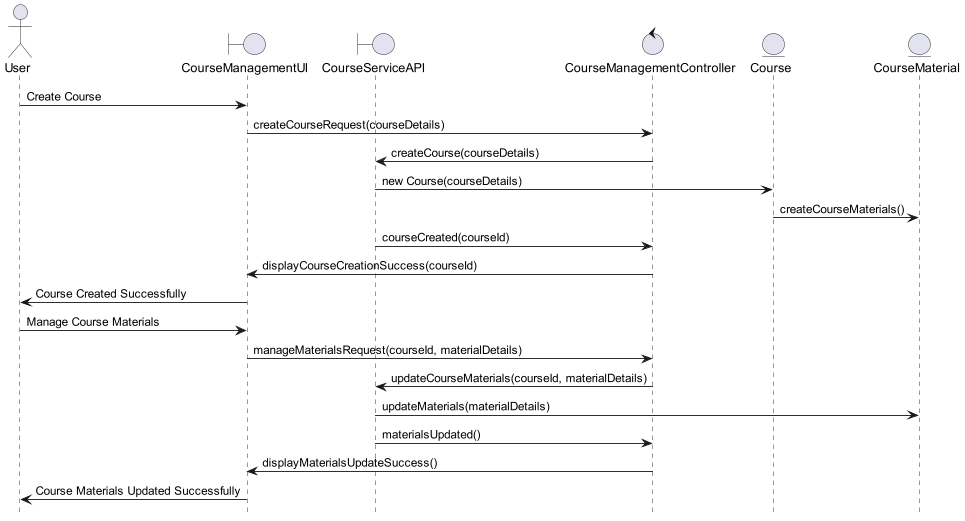 User
CourseManagementUI
CourseServiceAPI
CourseManagementController
Course
CourseMaterial
Create Course
createCourseRequest(courseDetails)
createCourse(courseDetails)
new Course(courseDetails)
createCourseMaterials()
courseCreated(courseId)
displayCourseCreationSuccess(courseId)
Course Created Successfully
Manage Course Materials
manageMaterialsRequest(courseId, materialDetails)
updateCourseMaterials(courseId, materialDetails)
updateMaterials(materialDetails)
materialsUpdated()
displayMaterialsUpdateSuccess()
Course Materials Updated Successfully